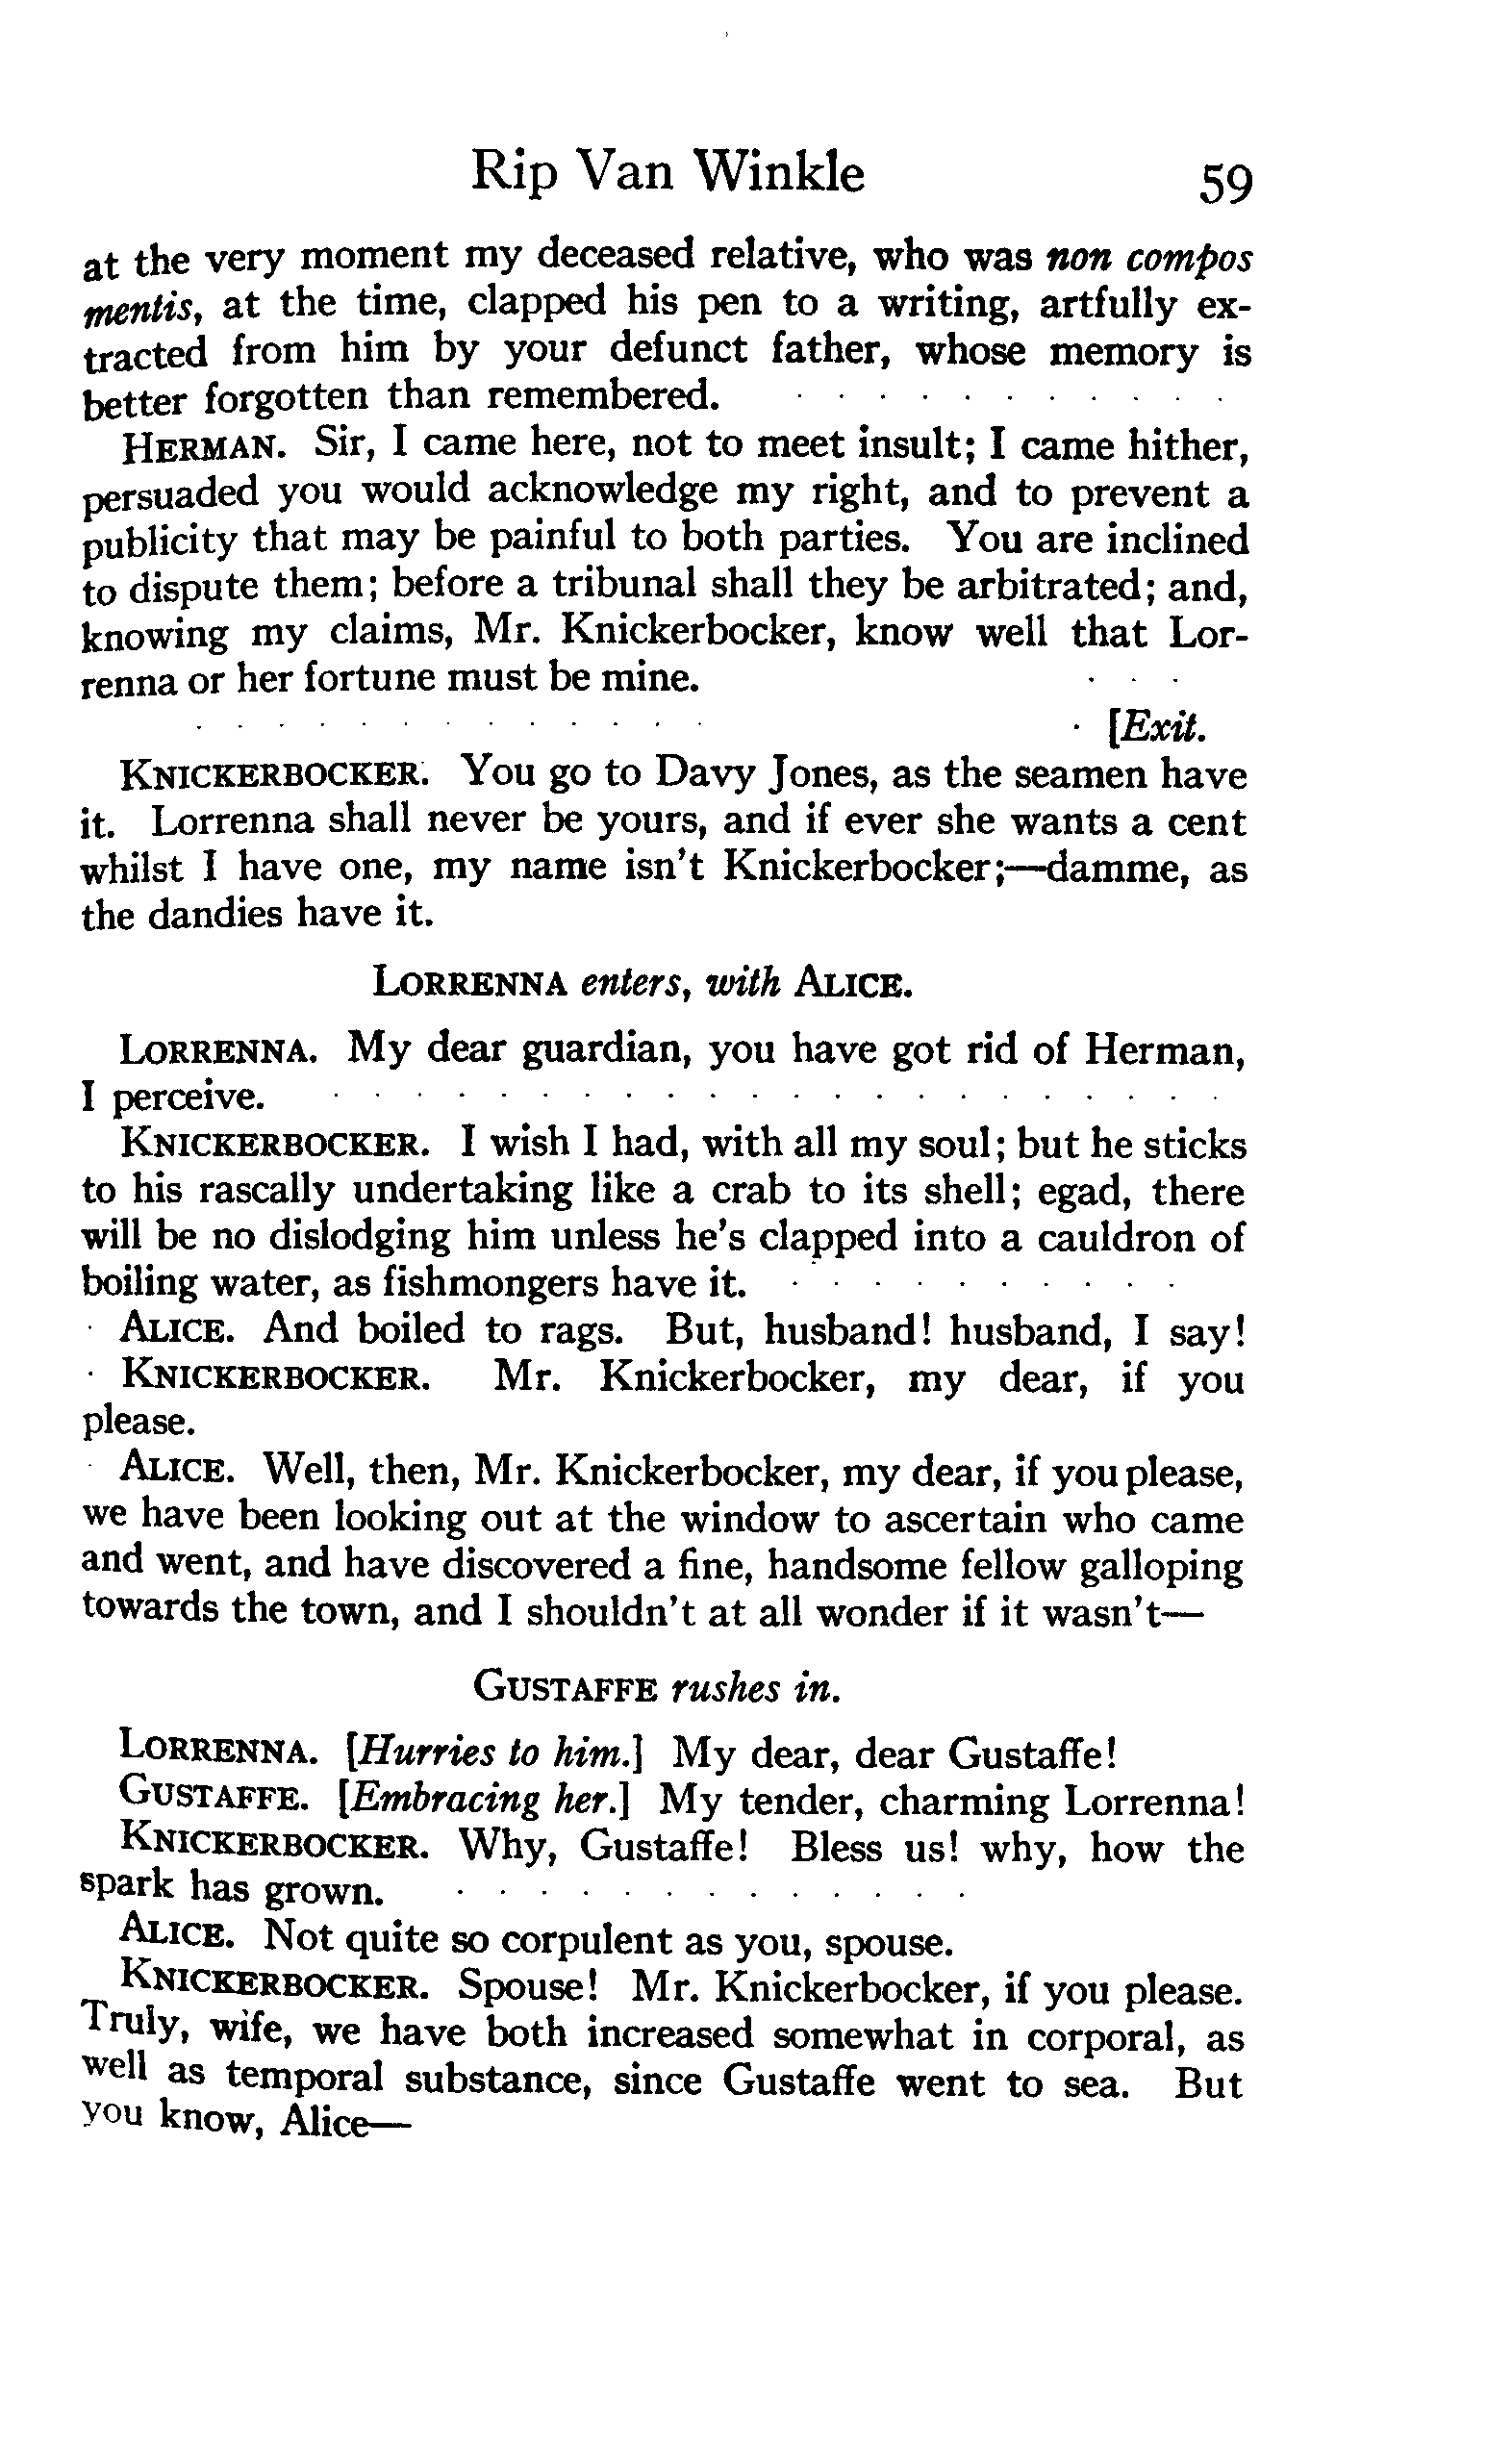 Rip Van Winkle 59
at the very moment my deceased relative, who was non compos
mentis, at the time, clapped his pen to a writing, artfully ex-
tracted from him by your defunct father, whose memory is
better forgotten than remembered.
HERMAN. Sir, I came here, not to meet insult; I came hither,
persuaded you would acknowledge my right, and to prevent a
publicity that may be painful to both parties. You are inclined
to dispute them; before a tribunal shall they be arbitrated; and,
knowing my claims, Mr. Knickerbocker, know well that Lor-
renna or her fortune must be mine.
[Exit.
KNICKERBOCKER. You go to Davy Jones, as the seamen have
it. Lorrenna shall never be yours, and if ever she wants a cent
whilst I have one, my name isn't Knickerbocker;—damme, as
the dandies have it.
LORRENNA enters, with ALICE.
LORRENNA. My dear guardian, you have got rid of Herman,
I perceive.
KNICKERBOCKER. I wish I had, with all my soul; but he sticks
to his rascally undertaking like a crab to its shell; egad, there
will be no dislodging him unless he's clapped into a cauldron of
boiling water, as fishmongers have it.
ALICE. And boiled to rags. But, husband! husband, I say!
KNICKERBOCKER. Mr. Knickerbocker, my dear, if you
please.
ALICE. Well, then, Mr. Knickerbocker, my dear, if you please,
we have been looking out at the window to ascertain who came
and went, and have discovered a fine, handsome fellow galloping
towards the town, and I shouldn't at all wonder if it wasn't—
GUSTAFFE rushes in.
LORRENNA. [Hurries to him.] My dear, dear Gustaffe!
GUSTAFFE. [Embracing her.] My tender, charming Lorrenna!
KNICKERBOCKER. Why, Gustaffe! Bless us! why, how the
spark has grown.
ALICE. Not quite so corpulent as you, spouse.
KNICKERBOCKER. Spouse! Mr. Knickerbocker, if you please.
Truly, wife, we have both increased somewhat in corporal, as
well as temporal substance, since Gustaffe went to sea. But
you know, Alice—